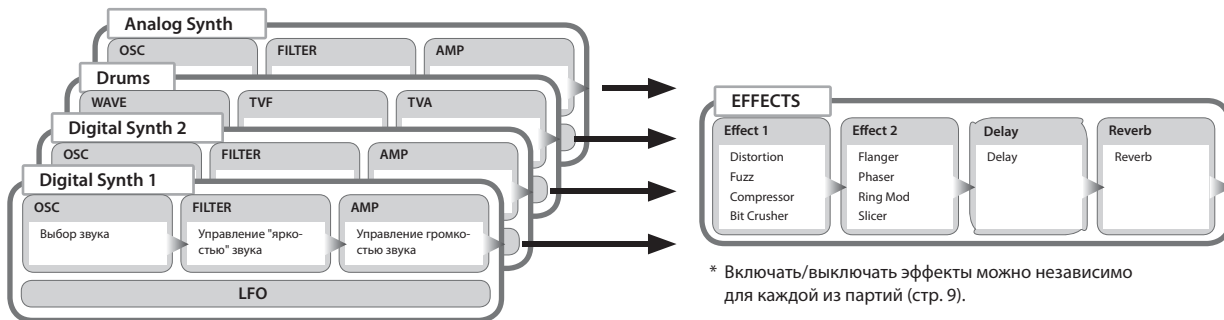 Analog Synth
OSC FILTER AMP
Drums
WAVE TVF TVA
Digital Synth 2
OSC FILTER AMP
Digital Synth 1
OSC FILTER AMP
Выбор звука
Управление "ярко-
стью" звука
Управление громко-
стью звука
LFO
EFFECTS
Effect 1
Distortion
Fuzz
Compressor
Bit Crusher
Effect 2
Flanger
Phaser
Ring Mod
Slicer
Delay
Delay
Reverb
Reverb
* Включать/выключать эффекты можно независимо
для каждой из партий (стр. 9).